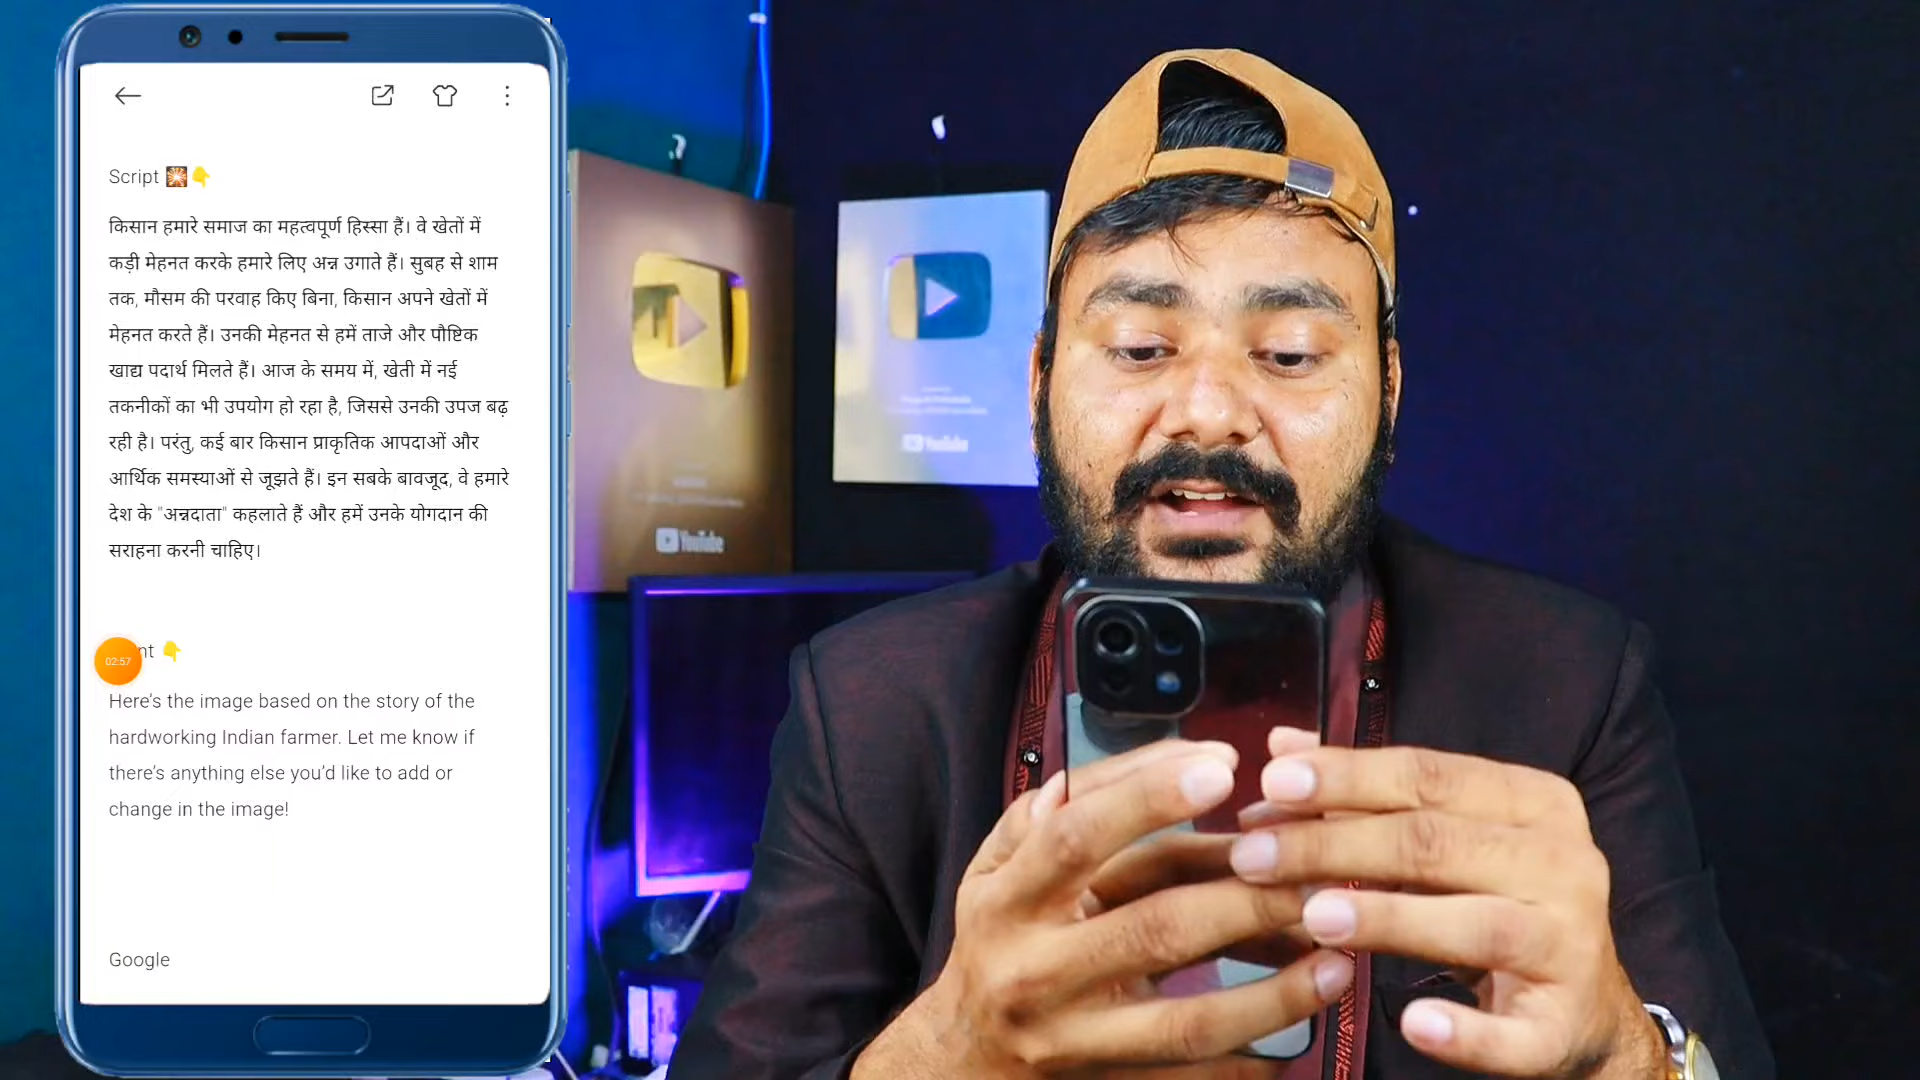 Script 🎇👇
किसान हमारे समाज का महत्वपूर्ण हिस्सा हैं। वे खेतों में
कड़ी मेहनत करके हमारे लिए अन्न उगाते हैं। सुबह से शाम
तक, मौसम की परवाह किए बिना, किसान अपने खेतों में
मेहनत करते हैं। उनकी मेहनत से हमें ताजे और पौष्टिक
खाद्य पदार्थ मिलते हैं। आज के समय में, खेती में नई
तकनीकों का भी उपयोग हो रहा है, जिससे उनकी उपज बढ़
रही है। परंतु, कई बार किसान प्राकृतिक आपदाओं और
आर्थिक समस्याओं से जूझते हैं। इन सबके बावजूद, वे हमारे
देश के "अन्नदाता" कहलाते हैं और हमें उनके योगदान की
सराहना करनी चाहिए।
02:57
nt 👇
Here's the image based on the story of the
hardworking Indian farmer. Let me know if
there's anything else you'd like to add or
change in the image!
Google
YouTube
YouTube